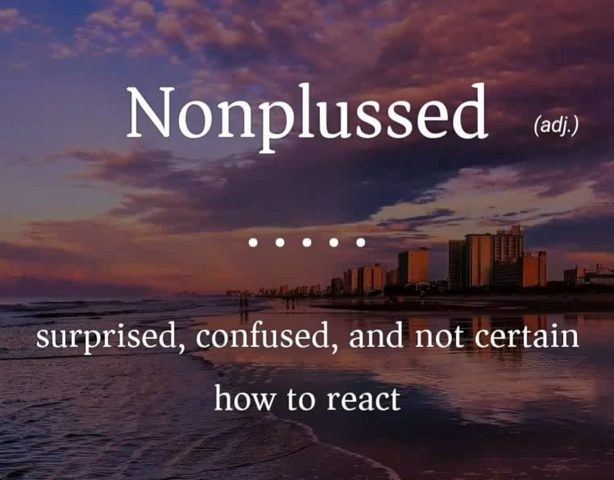 Nonplussed (adj.)
.....
surprised, confused, and not certain
how to react